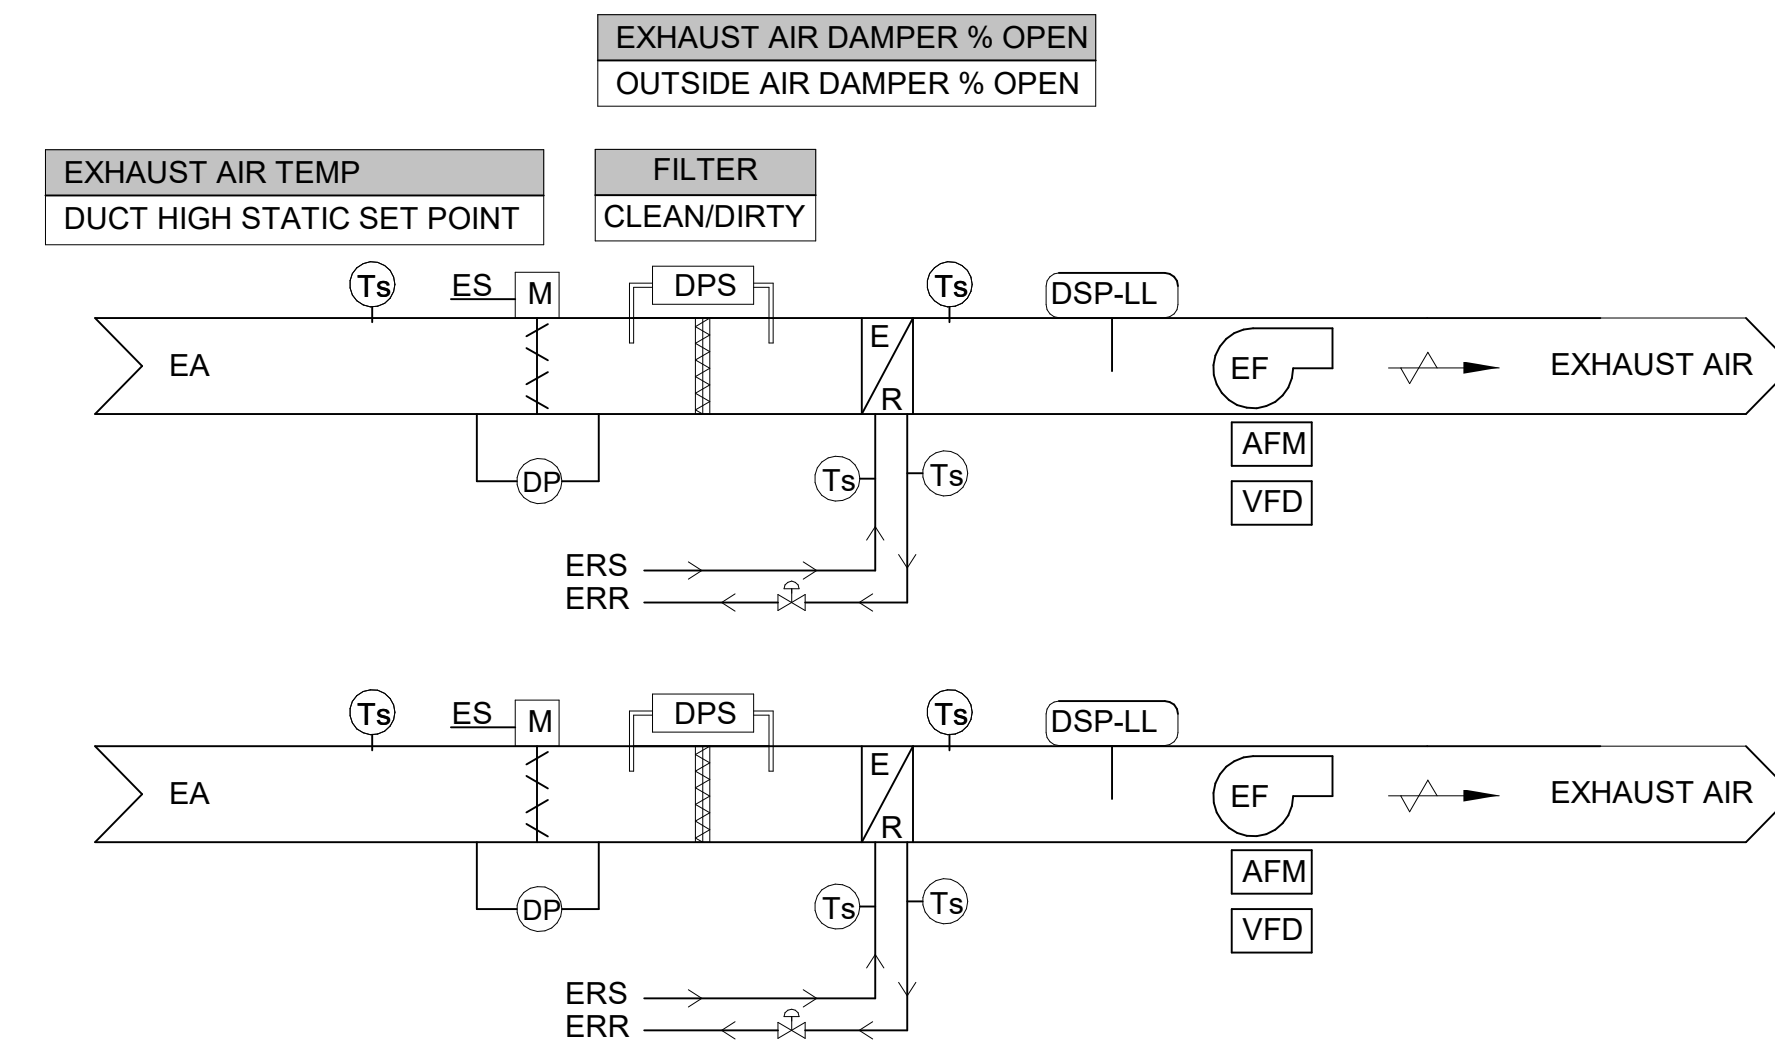 EXHAUST AIR DAMPER % OPEN
OUTSIDE AIR DAMPER % OPEN
EXHAUST AIR TEMP
DUCT HIGH STATIC SET POINT
FILTER
CLEAN/DIRTY
Ts
ES
M
DPS
Ts
DSP-LL
EA
E
R
EF
EXHAUST AIR
DP
Ts
Ts
AFM
VFD
ERS
ERR
Ts
ES
M
DPS
Ts
DSP-LL
EA
E
R
EF
EXHAUST AIR
DP
Ts
Ts
AFM
VFD
ERS
ERR